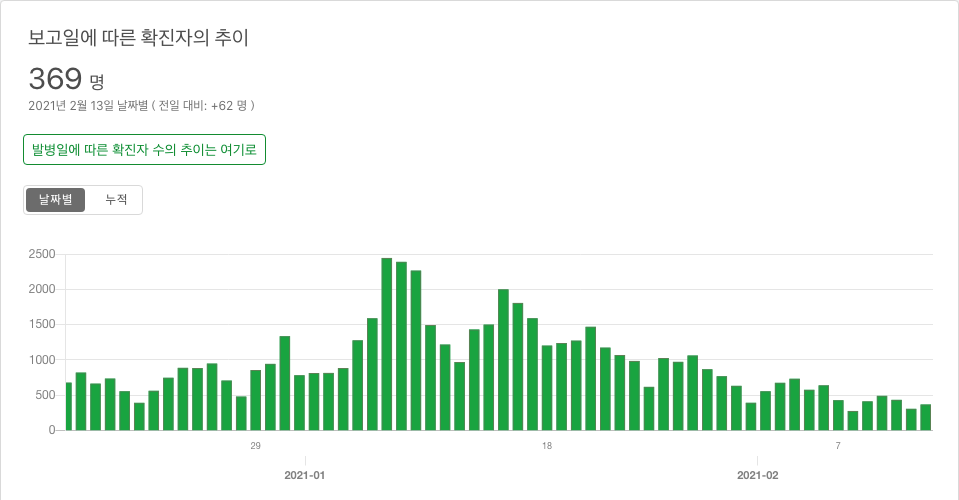 보고일에 따른 확진자의 추이
369 명
2021년 2월 13일 날짜별 ( 전일 대비: +62 명 )
발병일에 따른 확진자 수의 추이는 여기로
날짜별 누적
2500
2000
1500
1000
500
0
29 18 7
2021-01 2021-02